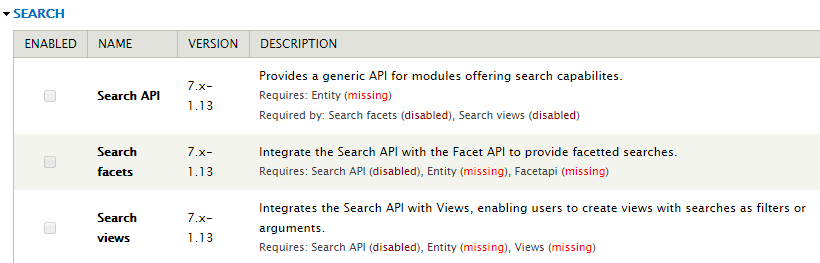 SEARCH
ENABLED NAME VERSION DESCRIPTION
Search API
7.x-
1.13
Provides a generic API for modules offering search capabilites.
Requires: Entity (missing)
Required by: Search facets (disabled), Search views (disabled)
Search
facets
7.x-
1.13
Integrate the Search API with the Facet API to provide facetted searches.
Requires: Search API (disabled), Entity (missing), Facetapi (missing)
Search
views
7.x-
1.13
Integrates the Search API with Views, enabling users to create views with searches as filters or
arguments.
Requires: Search API (disabled), Entity (missing), Views (missing)